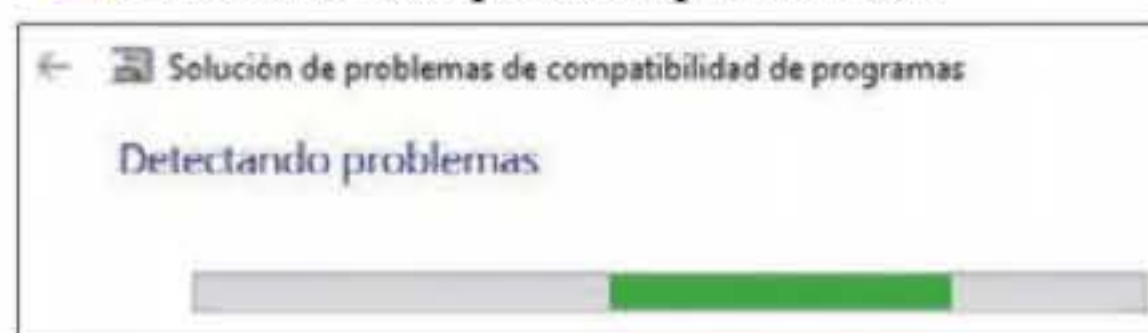 Solución de problemas de compatibilidad de programas
Detectando problemas